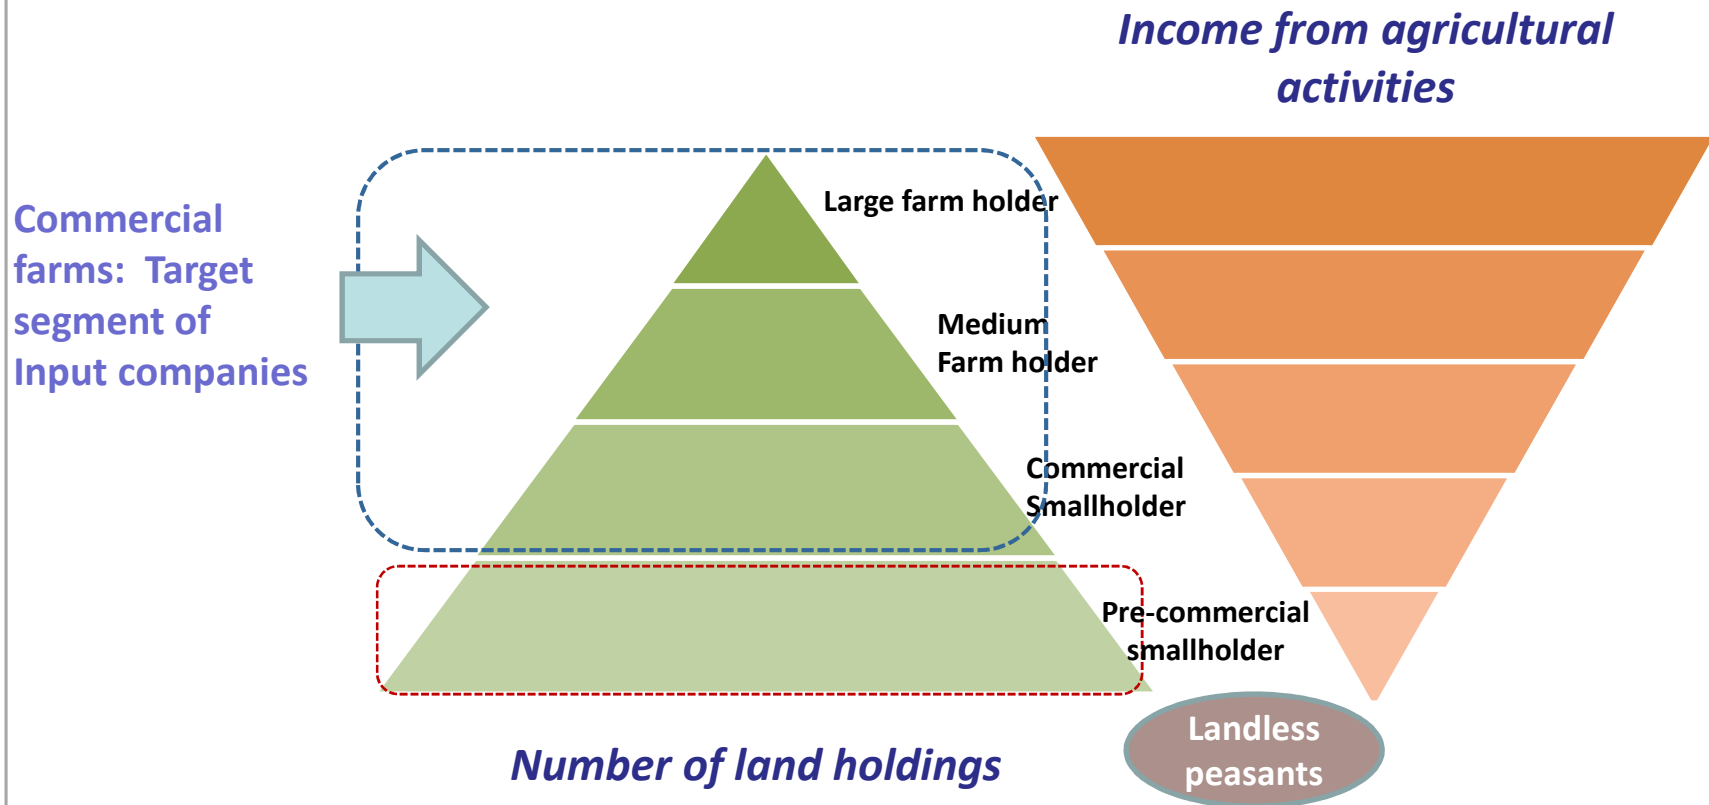 Income from agricultural
activities
Commercial
farms:  Target
segment of
Input companies
Large farm holder
Medium
Farm holder
Commercial
Smallholder
Pre-commercial
smallholder
Landless
peasants
Number of land holdings